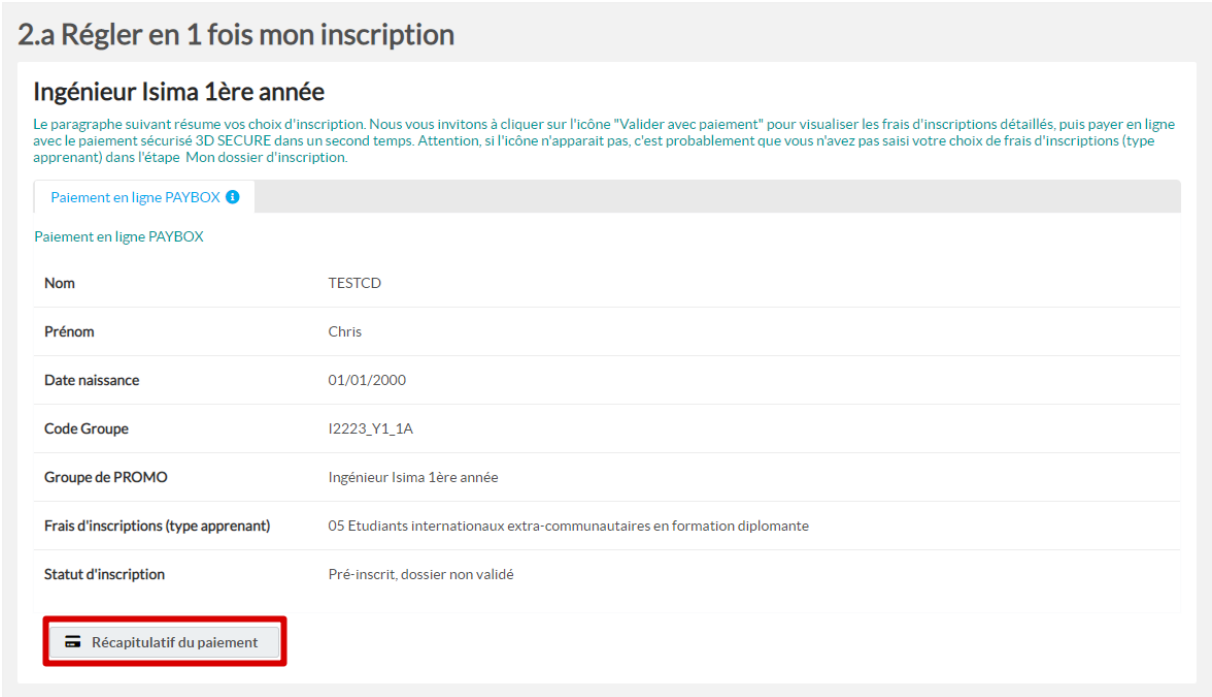 2.a Régler en 1 fois mon inscription
Ingénieur Isima 1ère année
Le paragraphe suivant résume vos choix d'inscription. Nous vous invitons à cliquer sur l'icône "Valider avec paiement" pour visualiser les frais d'inscriptions détaillés, puis payer en ligne
avec le paiement sécurisé 3D SECURE dans un second temps. Attention, si l'icône n'apparait pas, c'est probablement que vous n'avez pas saisi votre choix de frais d'inscriptions (type
apprenant) dans l'étape Mon dossier d'inscription.
Paiement en ligne PAYBOX
Paiement en ligne PAYBOX
Nom TESTCD
Prénom Chris
Date naissance 01/01/2000
Code Groupe I2223_Y1_1A
Groupe de PROMO Ingénieur Isima 1ère année
Frais d'inscriptions (type apprenant) 05 Etudiants internationaux extra-communautaires en formation diplomante
Statut d'inscription Pré-inscrit, dossier non validé
Récapitulatif du paiement